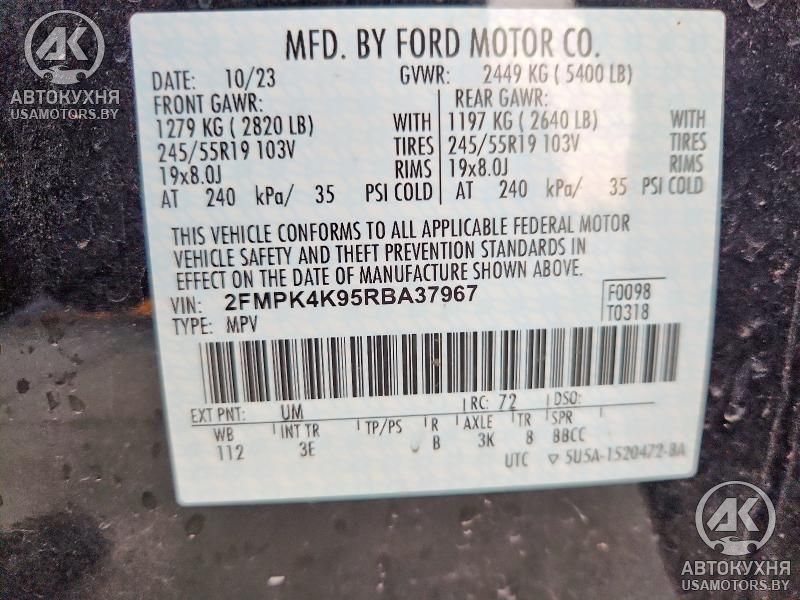 AK
АВТОКУХНЯ
USAMOTORS.BY
MFD. BY FORD MOTOR CO.
DATE: 10/23 GVWR: 2449 KG ( 5400 LB)
FRONT GAWR: REAR GAWR:
1279 KG ( 2820 LB) WITH 1197 KG ( 2640 LB) WITH
245/55R19 103V TIRES 245/55R19 103V TIRES
19x8.0J RIMS 19x8.0J RIMS
AT 240 kPa/ 35 PSI COLD AT 240 kPa/ 35 PSI COLD
THIS VEHICLE CONFORMS TO ALL APPLICABLE FEDERAL MOTOR
VEHICLE SAFETY AND THEFT PREVENTION STANDARDS IN
EFFECT ON THE DATE OF MANUFACTURE SHOWN ABOVE.
VIN: 2FMPK4K95RBA37967 F0098
TYPE: MPV T0318
EXT PNT: UM RC: 72 DSO:
WB INT TR TP/PS R AXLE TR SPR
112 3E B 3K 8 BBCC
UTC ▽ 5U5A-1520472-BA
AK
АВТОКУХНЯ
USAMOTORS.BY